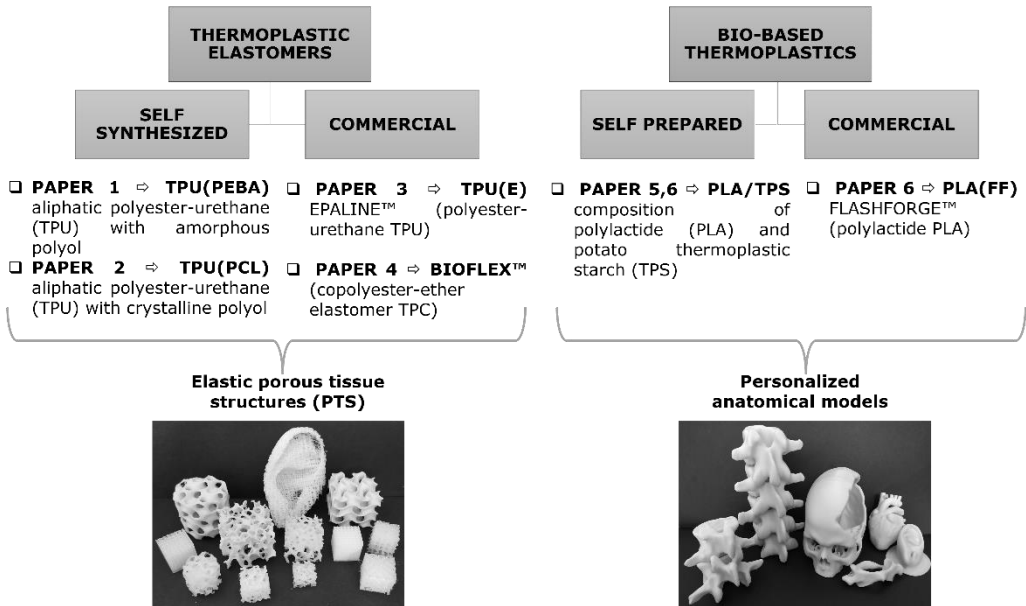 THERMOPLASTIC
ELASTOMERS
BIO-BASED
THERMOPLASTICS
SELF
SYNTHESIZED
COMMERCIAL
SELF PREPARED
COMMERCIAL
❑ PAPER 1 ⇨ TPU(PEBA)
aliphatic polyester-urethane
(TPU) with amorphous
polyol
❑ PAPER 2 ⇨ TPU(PCL)
aliphatic polyester-urethane
(TPU) with crystalline polyol
❑ PAPER 3 ⇨ TPU(E)
EPALINE™ (polyester-
urethane TPU)
❑ PAPER 4 ⇨ BIOFLEX™
(copolyester-ether
elastomer TPC)
❑ PAPER 5,6 ⇨ PLA/TPS
composition of
polylactide (PLA) and
potato thermoplastic
starch (TPS)
❑ PAPER 6 ⇨ PLA(FF)
FLASHFORGE™
(polylactide PLA)
Elastic porous tissue
structures (PTS)
Personalized
anatomical models